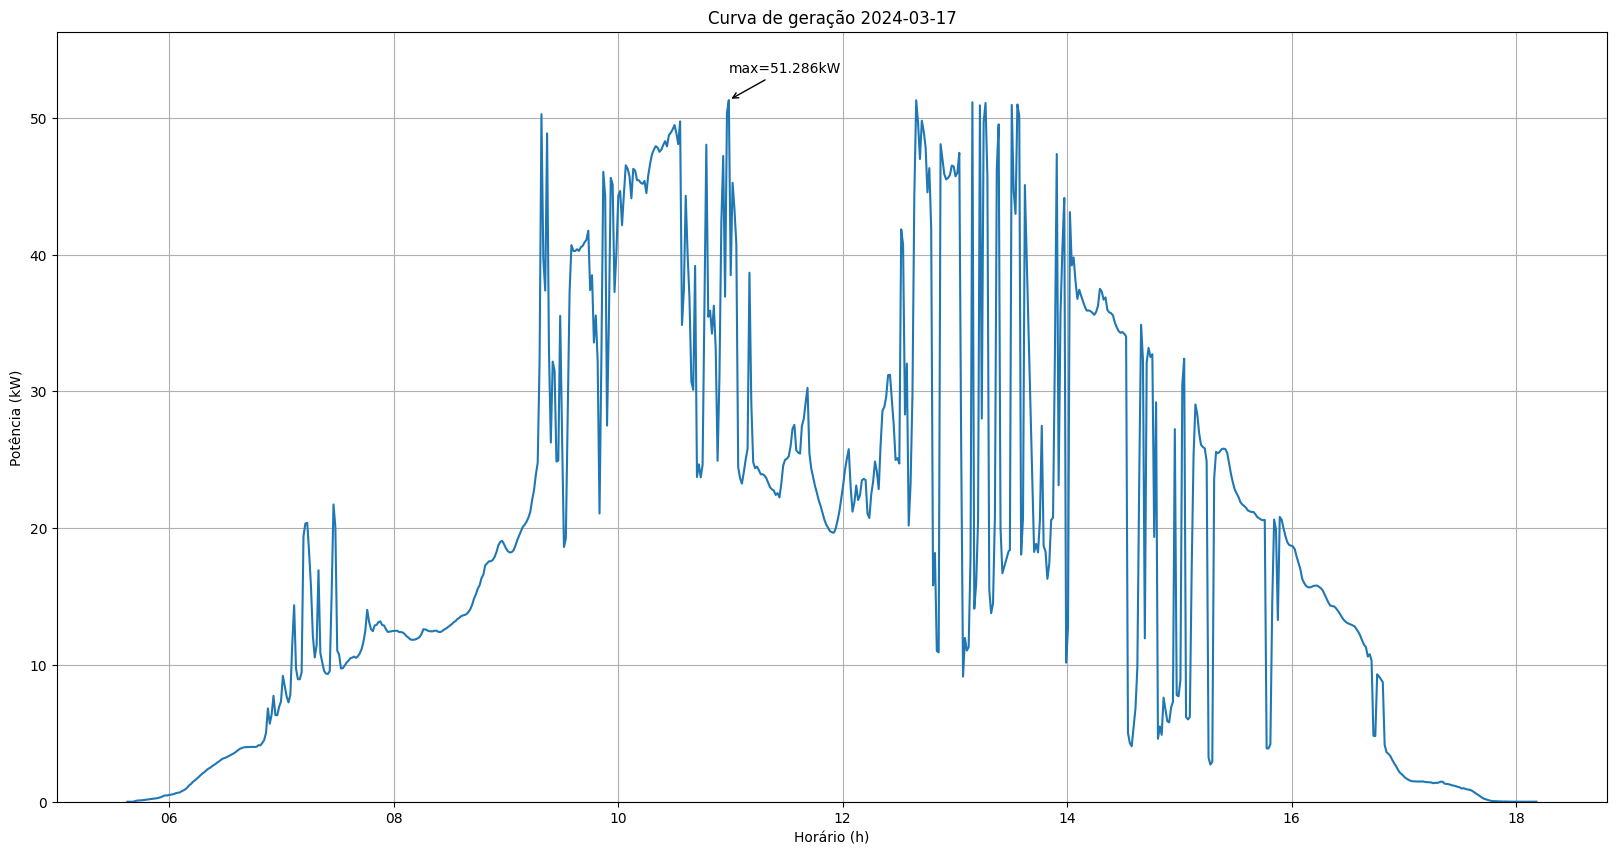 Curva de geração 2024-03-17
max=51.286kW
50
40
30
20
10
0
Potência (kW)
06 08 10 12 14 16 18
Horário (h)